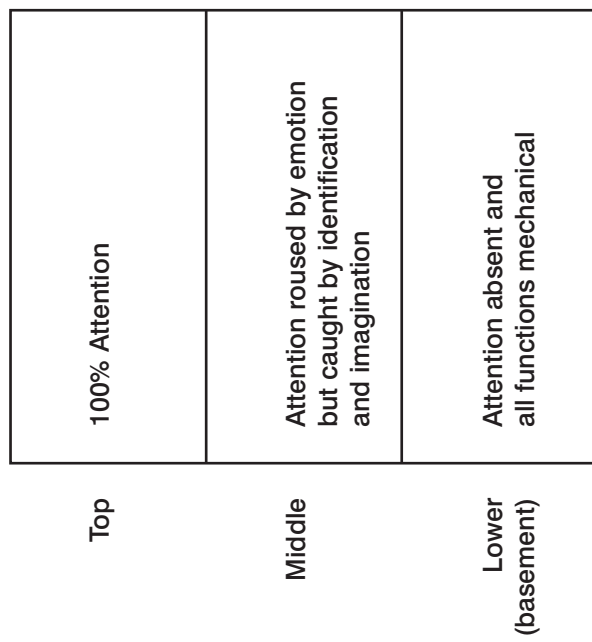 Top
100% Attention
Middle
Attention roused by emotion
but caught by identification
and imagination
Lower
(basement)
Attention absent and
all functions mechanical